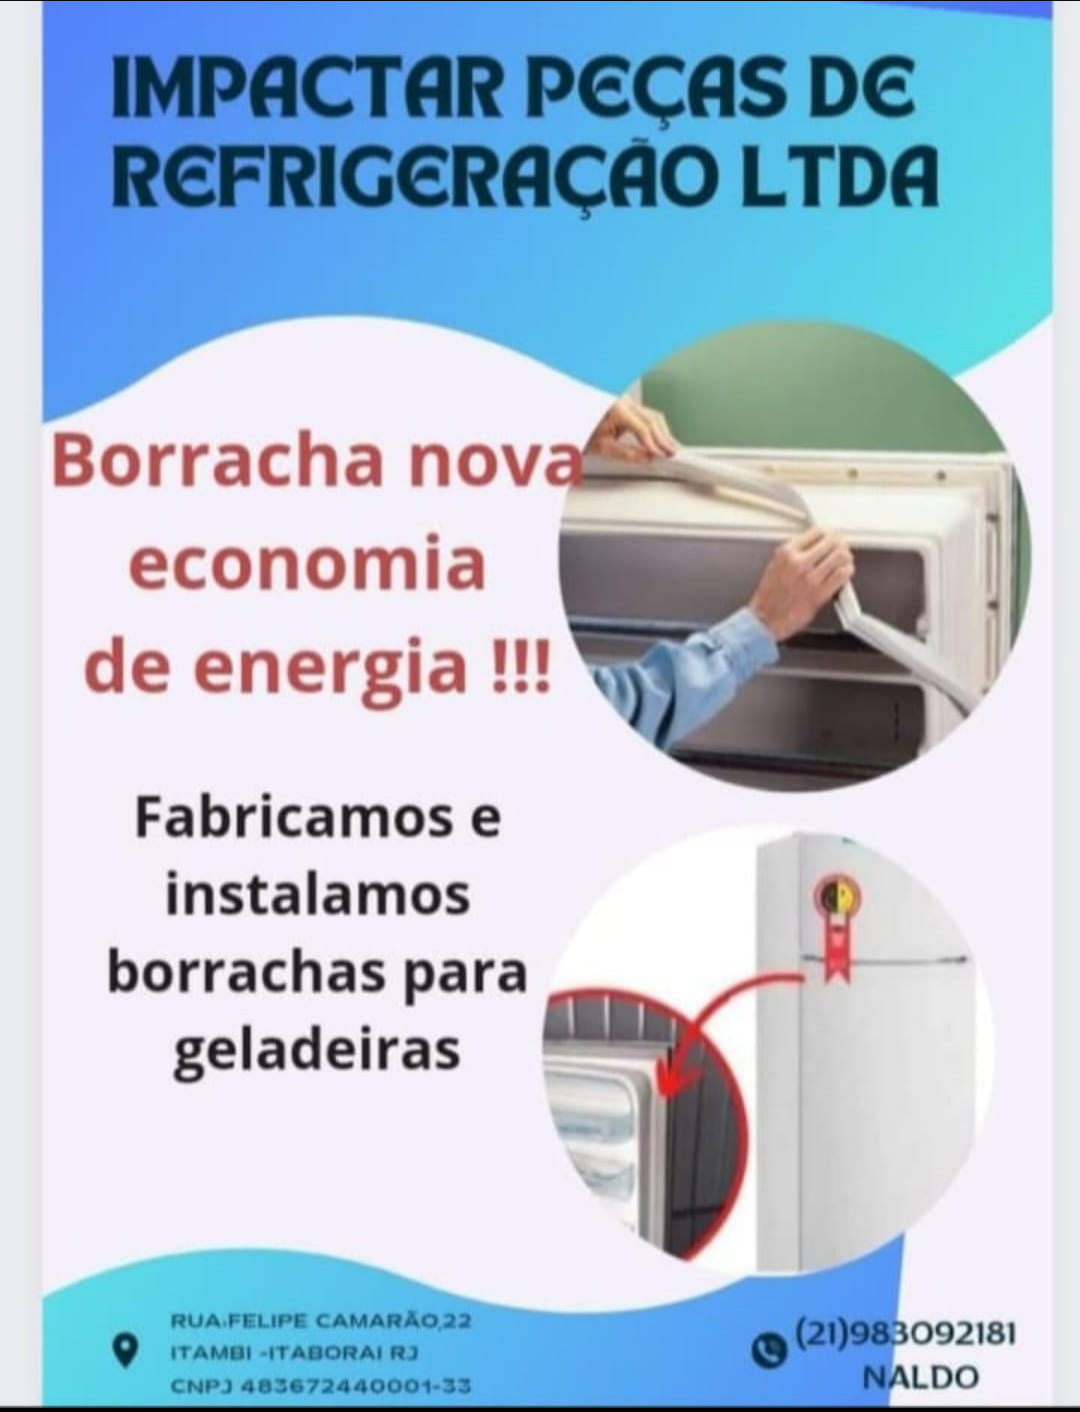 IMPACTAR PEÇAS DE
REFRIGERAÇÃO LTDA
Borracha nova
economia
de energia !!!
Fabricamos e
instalamos
borrachas para
geladeiras
RUA.FELIPE CAMARÃO,22
ITAMBI -ITABORAI RJ
CNPJ 483672440001-33
(21)983092181
NALDO